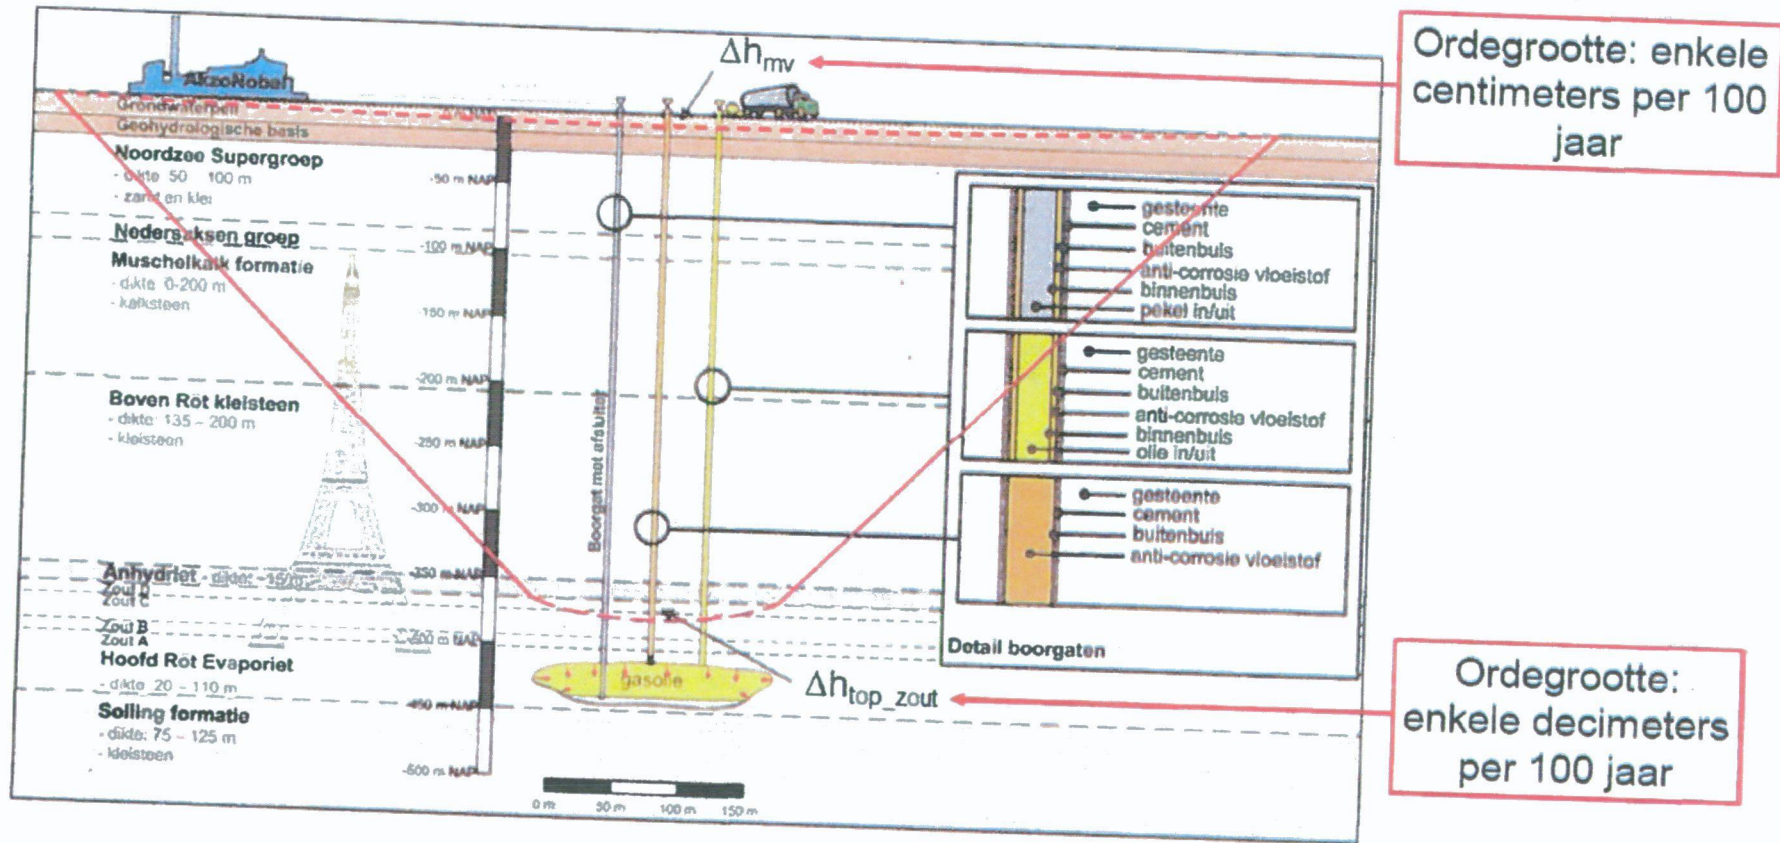 Δh_mv
Ordegrootte: enkele
centimeters per 100
jaar
AkzoNobel
Grondwaterpeil
Geohydrologische basis
Noordzee Supergroep
- dikte 50 - 100 m
- zand en klei
Nedersaksen groep
Muschelkalk formatie
- dikte 0-200 m
- kalksteen
Boven Röt kleisteen
- dikte: 135 – 200 m
- kleisteen
Anhydriet - dikte:
Zout D
Zout C
Zout B
Zout A
Hoofd Röt Evaporiet
- dikte 20 - 110 m
Solling formatie
- dikte: 75 – 125 m
- kleisteen
-50 m NAP
-100 m NAP
-150 m NAP
-200 m NAP
-250 m NAP
-300 m NAP
-350 m NAP
-400 m NAP
-450 m NAP
-500 m NAP
Boorgat met afsluiter
gasolie
Δh_top_zout
0 m
50 m
100 m
150 m
gesteente
cement
buitenbuis
anti-corrosie vloeistof
binnenbuis
pekel in/uit
gesteente
cement
buitenbuis
anti-corrosie vloeistof
binnenbuis
olie in/uit
gesteente
cement
buitenbuis
anti-corrosie vloeistof
Detail boorgaten
Ordegrootte:
enkele decimeters
per 100 jaar